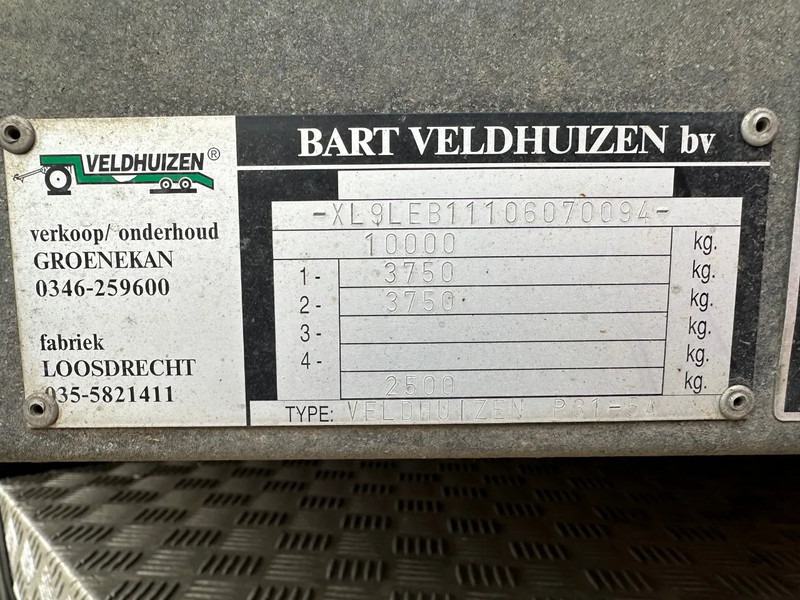 VELDHUIZEN®
verkoop/ onderhoud
GROENEKAN
0346-259600
fabriek
LOOSDRECHT
035-5821411
BART VELDHUIZEN bv
-XL9LEB11106070094-
10000 kg.
1- 3750 kg.
2- 3750 kg.
3- kg.
4- kg.
2500 kg.
TYPE: VELDHUIZEN